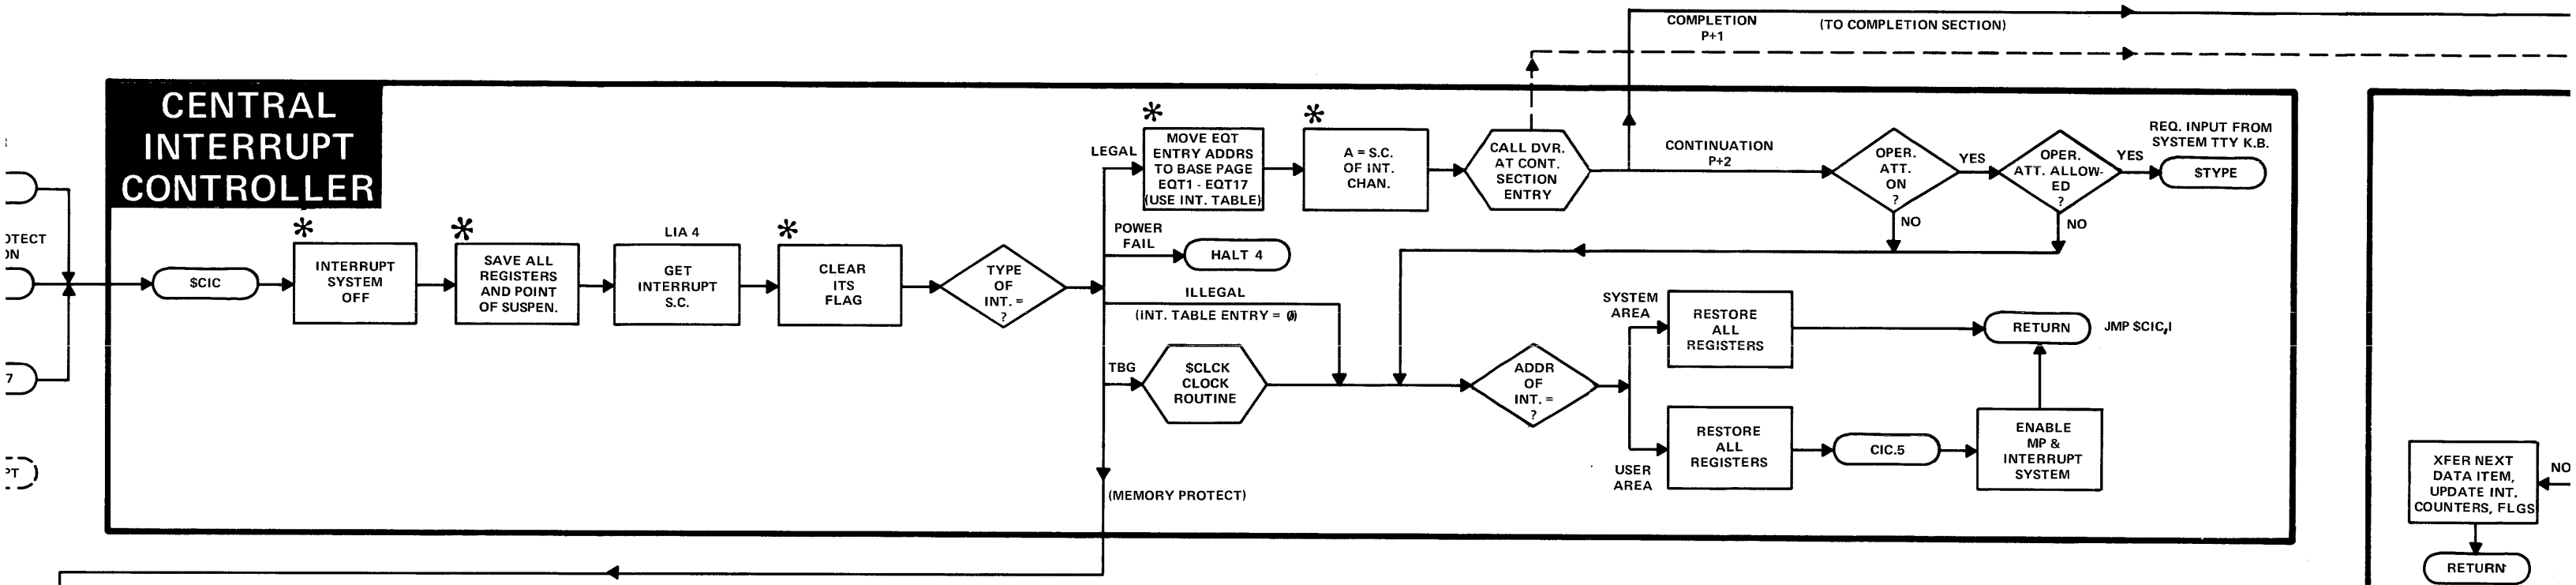 COMPLETION
P+1
(TO COMPLETION SECTION)
CENTRAL
INTERRUPT
CONTROLLER
*
MOVE EQT
ENTRY ADDRS
TO BASE PAGE
EQT1 - EQT17
(USE INT. TABLE)
LEGAL
*
A = S.C.
OF INT.
CHAN.
CALL DVR.
AT CONT.
SECTION
ENTRY
CONTINUATION
P+2
OPER.
ATT.
ON
?
YES
NO
OPER.
ATT. ALLOW-
ED
?
YES
NO
REQ. INPUT FROM
SYSTEM TTY K.B.
$TYPE
OTECT
ON
7
PT
$CIC
*
INTERRUPT
SYSTEM
OFF
*
SAVE ALL
REGISTERS
AND POINT
OF SUSPEN.
LIA 4
GET
INTERRUPT
S.C.
*
CLEAR
ITS
FLAG
TYPE
OF
INT. =
?
POWER
FAIL
HALT 4
ILLEGAL
(INT. TABLE ENTRY = Ø)
TBG
$CLCK
CLOCK
ROUTINE
(MEMORY PROTECT)
ADDR
OF
INT. =
?
SYSTEM
AREA
RESTORE
ALL
REGISTERS
RETURN
JMP $CIC,I
USER
AREA
RESTORE
ALL
REGISTERS
CIC.5
ENABLE
MP &
INTERRUPT
SYSTEM
XFER NEXT
DATA ITEM,
UPDATE INT.
COUNTERS, FLGS
NO
RETURN